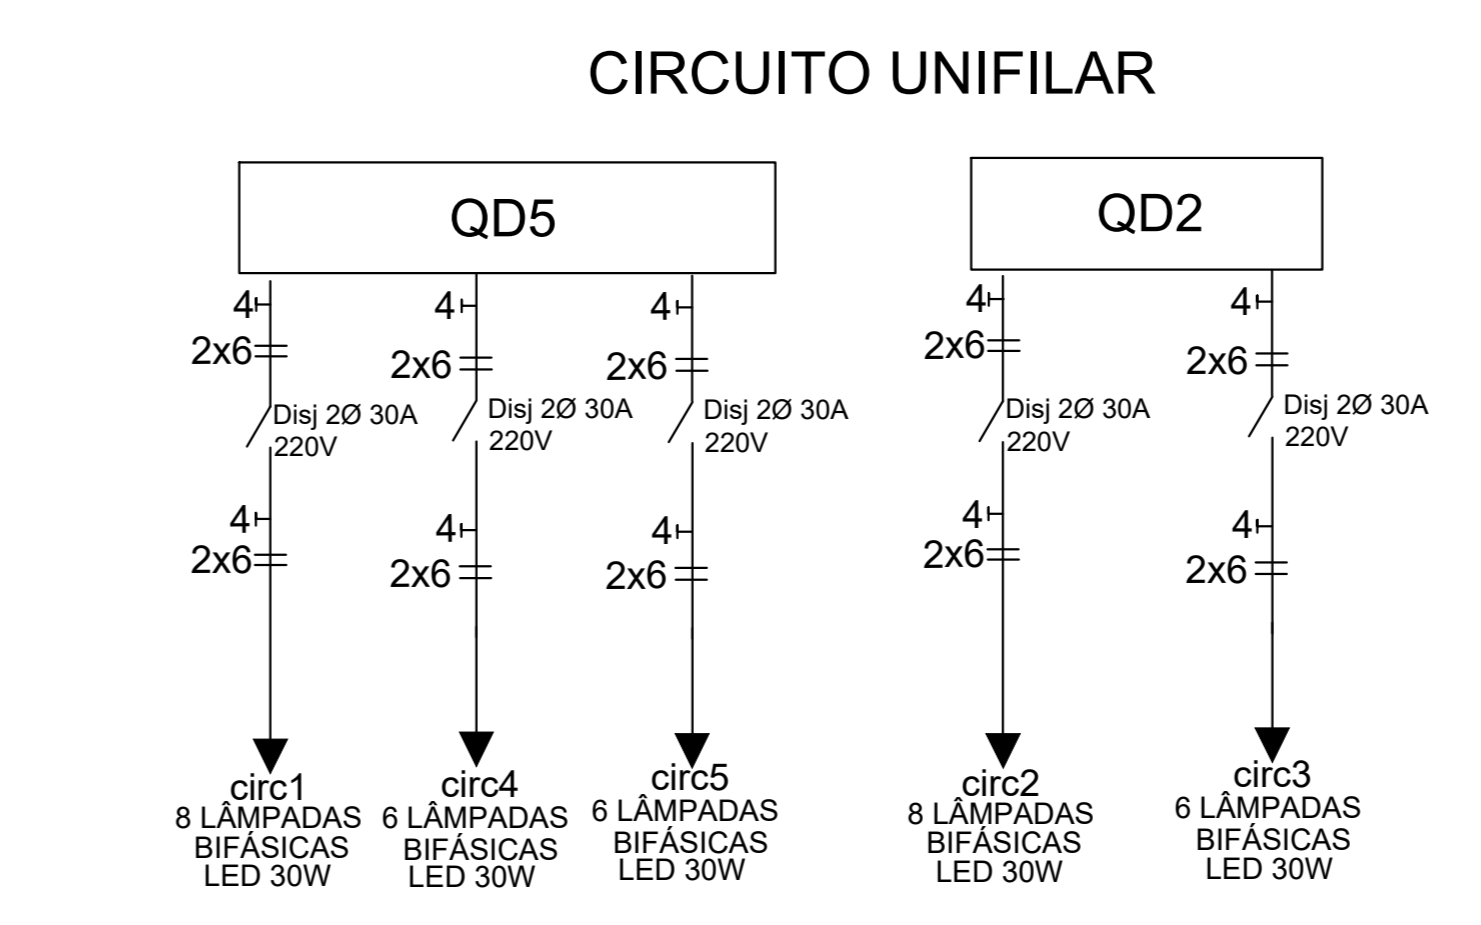 CIRCUITO UNIFILAR
QD5
4
2x6
Disj 2Ø 30A
220V
4
2x6
circ1
8 LÂMPADAS
BIFÁSICAS
LED 30W
4
2x6
Disj 2Ø 30A
220V
4
2x6
circ4
6 LÂMPADAS
BIFÁSICAS
LED 30W
4
2x6
Disj 2Ø 30A
220V
4
2x6
circ5
6 LÂMPADAS
BIFÁSICAS
LED 30W
QD2
4
2x6
Disj 2Ø 30A
220V
4
2x6
circ2
8 LÂMPADAS
BIFÁSICAS
LED 30W
4
2x6
Disj 2Ø 30A
220V
4
2x6
circ3
6 LÂMPADAS
BIFÁSICAS
LED 30W